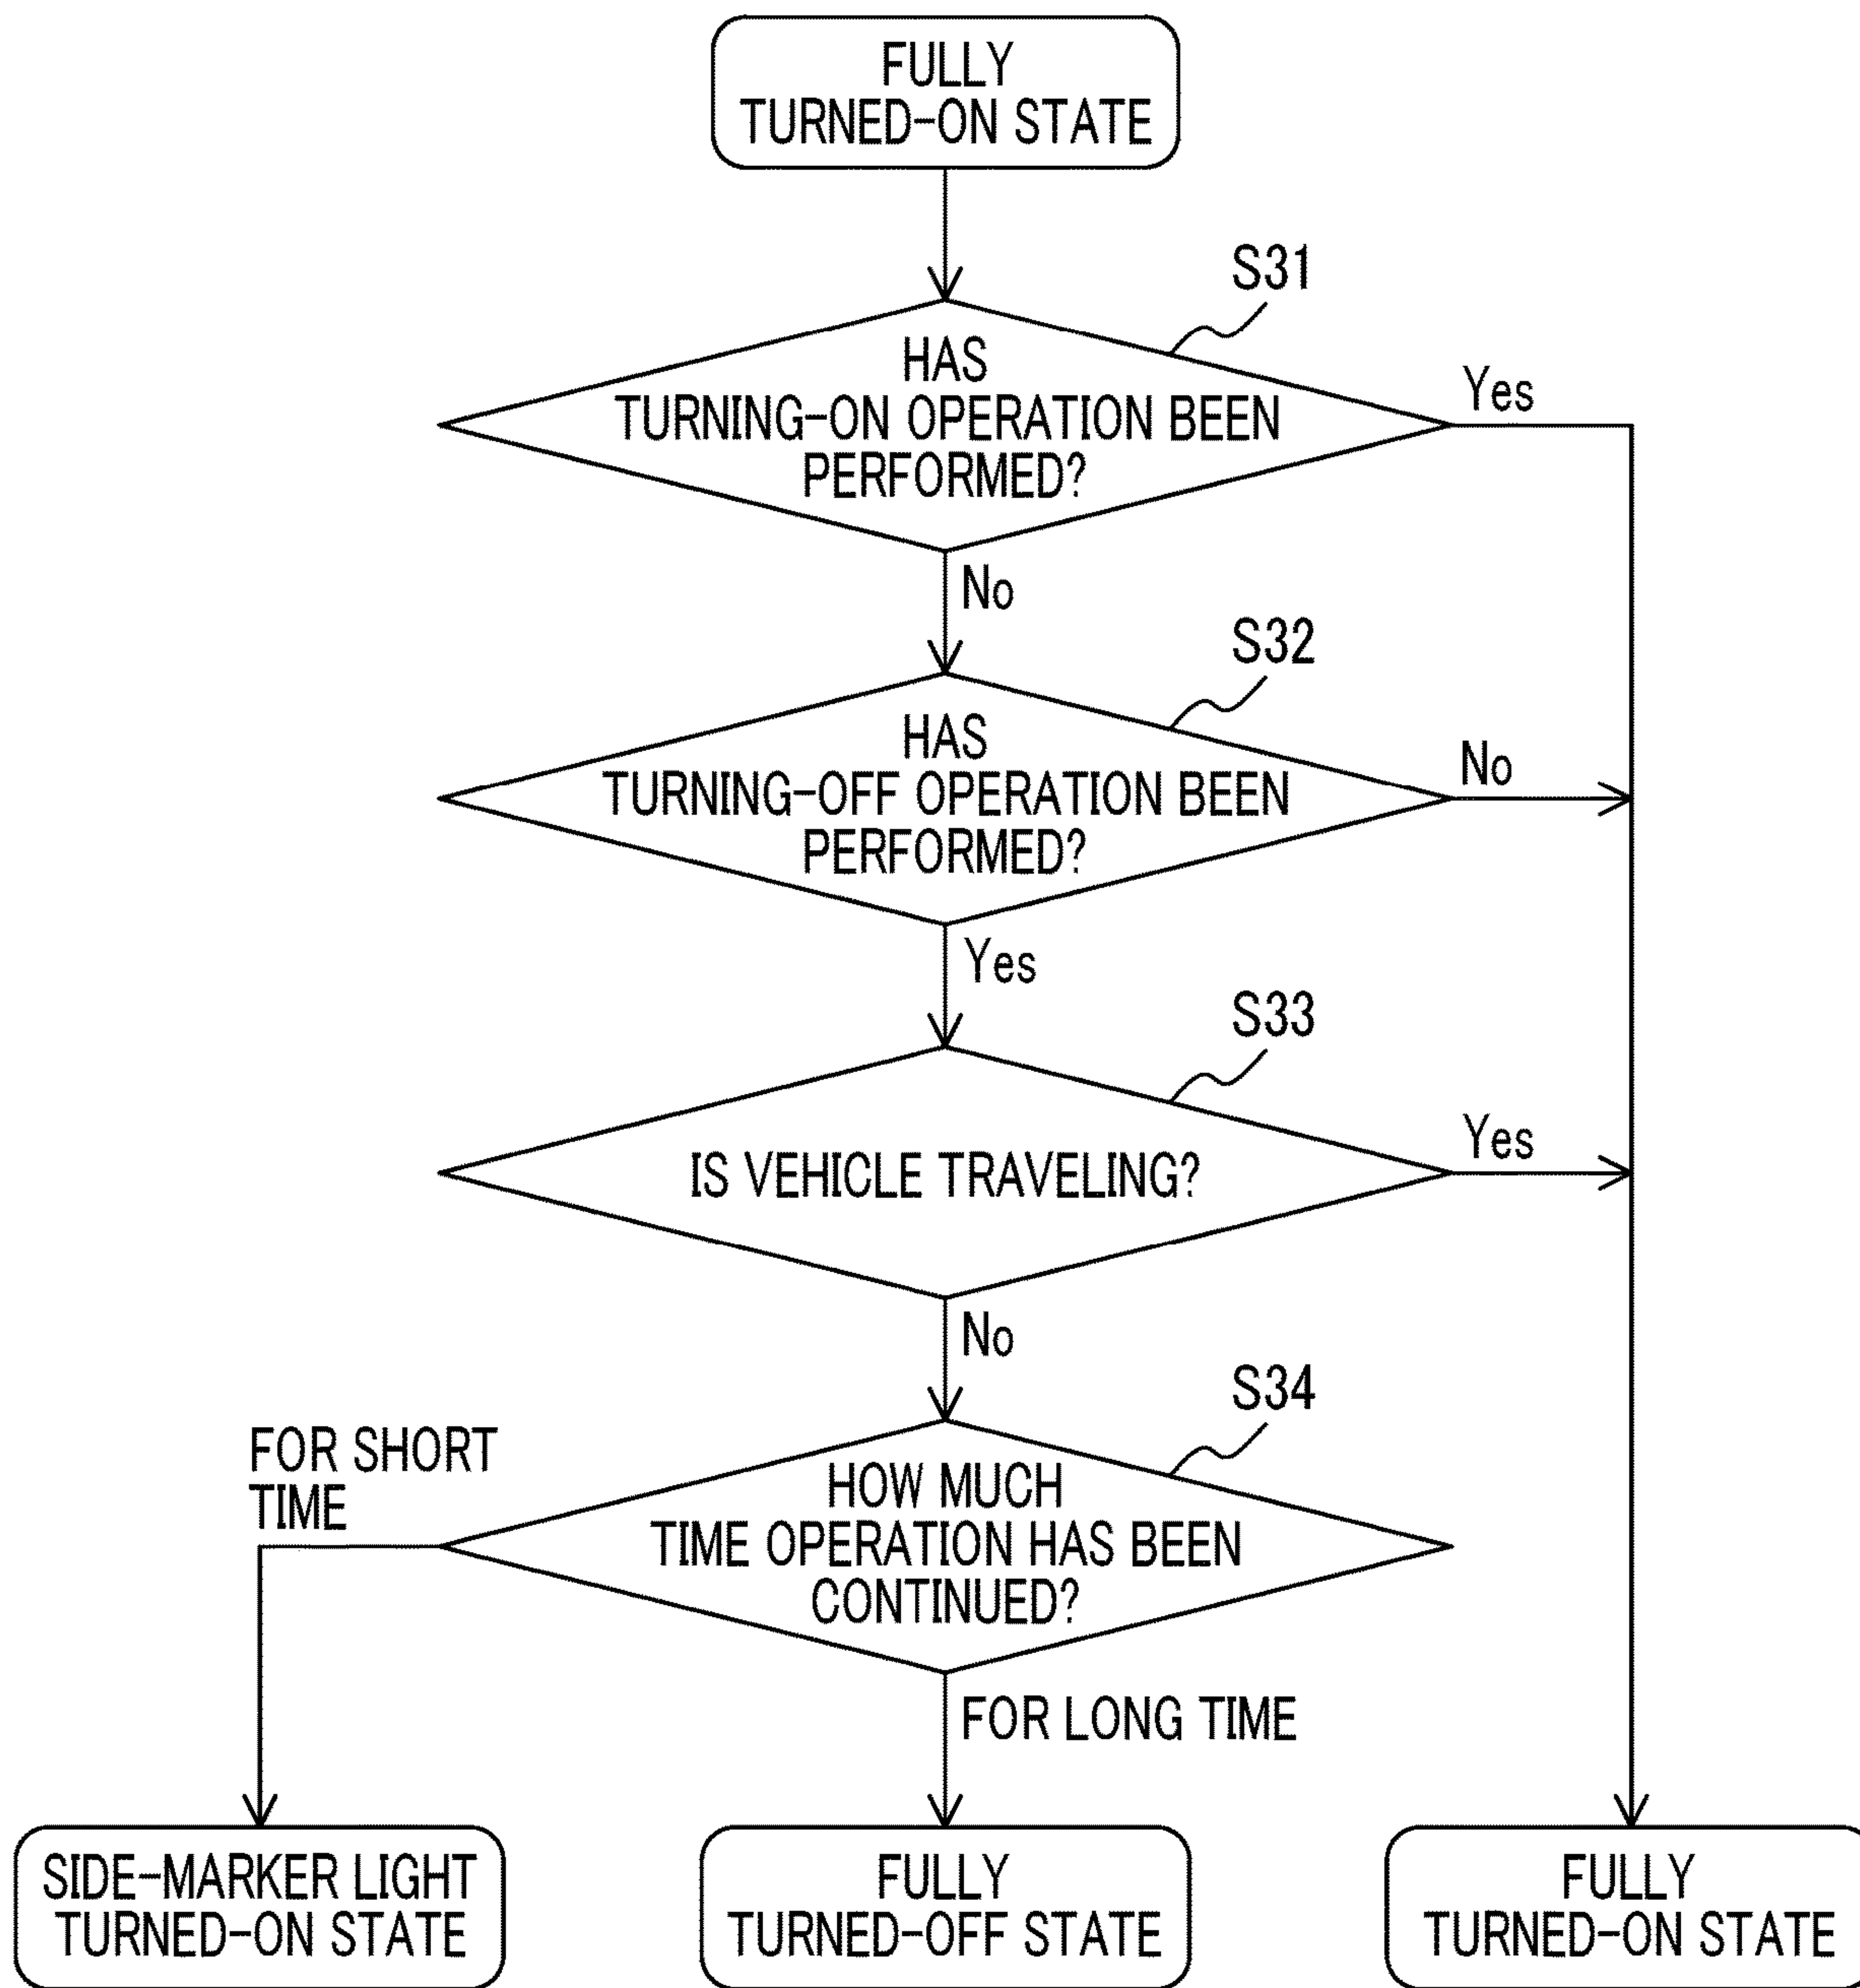 FULLY
TURNED-ON STATE
S31
HAS
TURNING-ON OPERATION BEEN
PERFORMED?
Yes
No
S32
HAS
TURNING-OFF OPERATION BEEN
PERFORMED?
No
Yes
S33
IS VEHICLE TRAVELING?
Yes
No
S34
FOR SHORT
TIME
HOW MUCH
TIME OPERATION HAS BEEN
CONTINUED?
FOR LONG TIME
SIDE-MARKER LIGHT
TURNED-ON STATE
FULLY
TURNED-OFF STATE
FULLY
TURNED-ON STATE